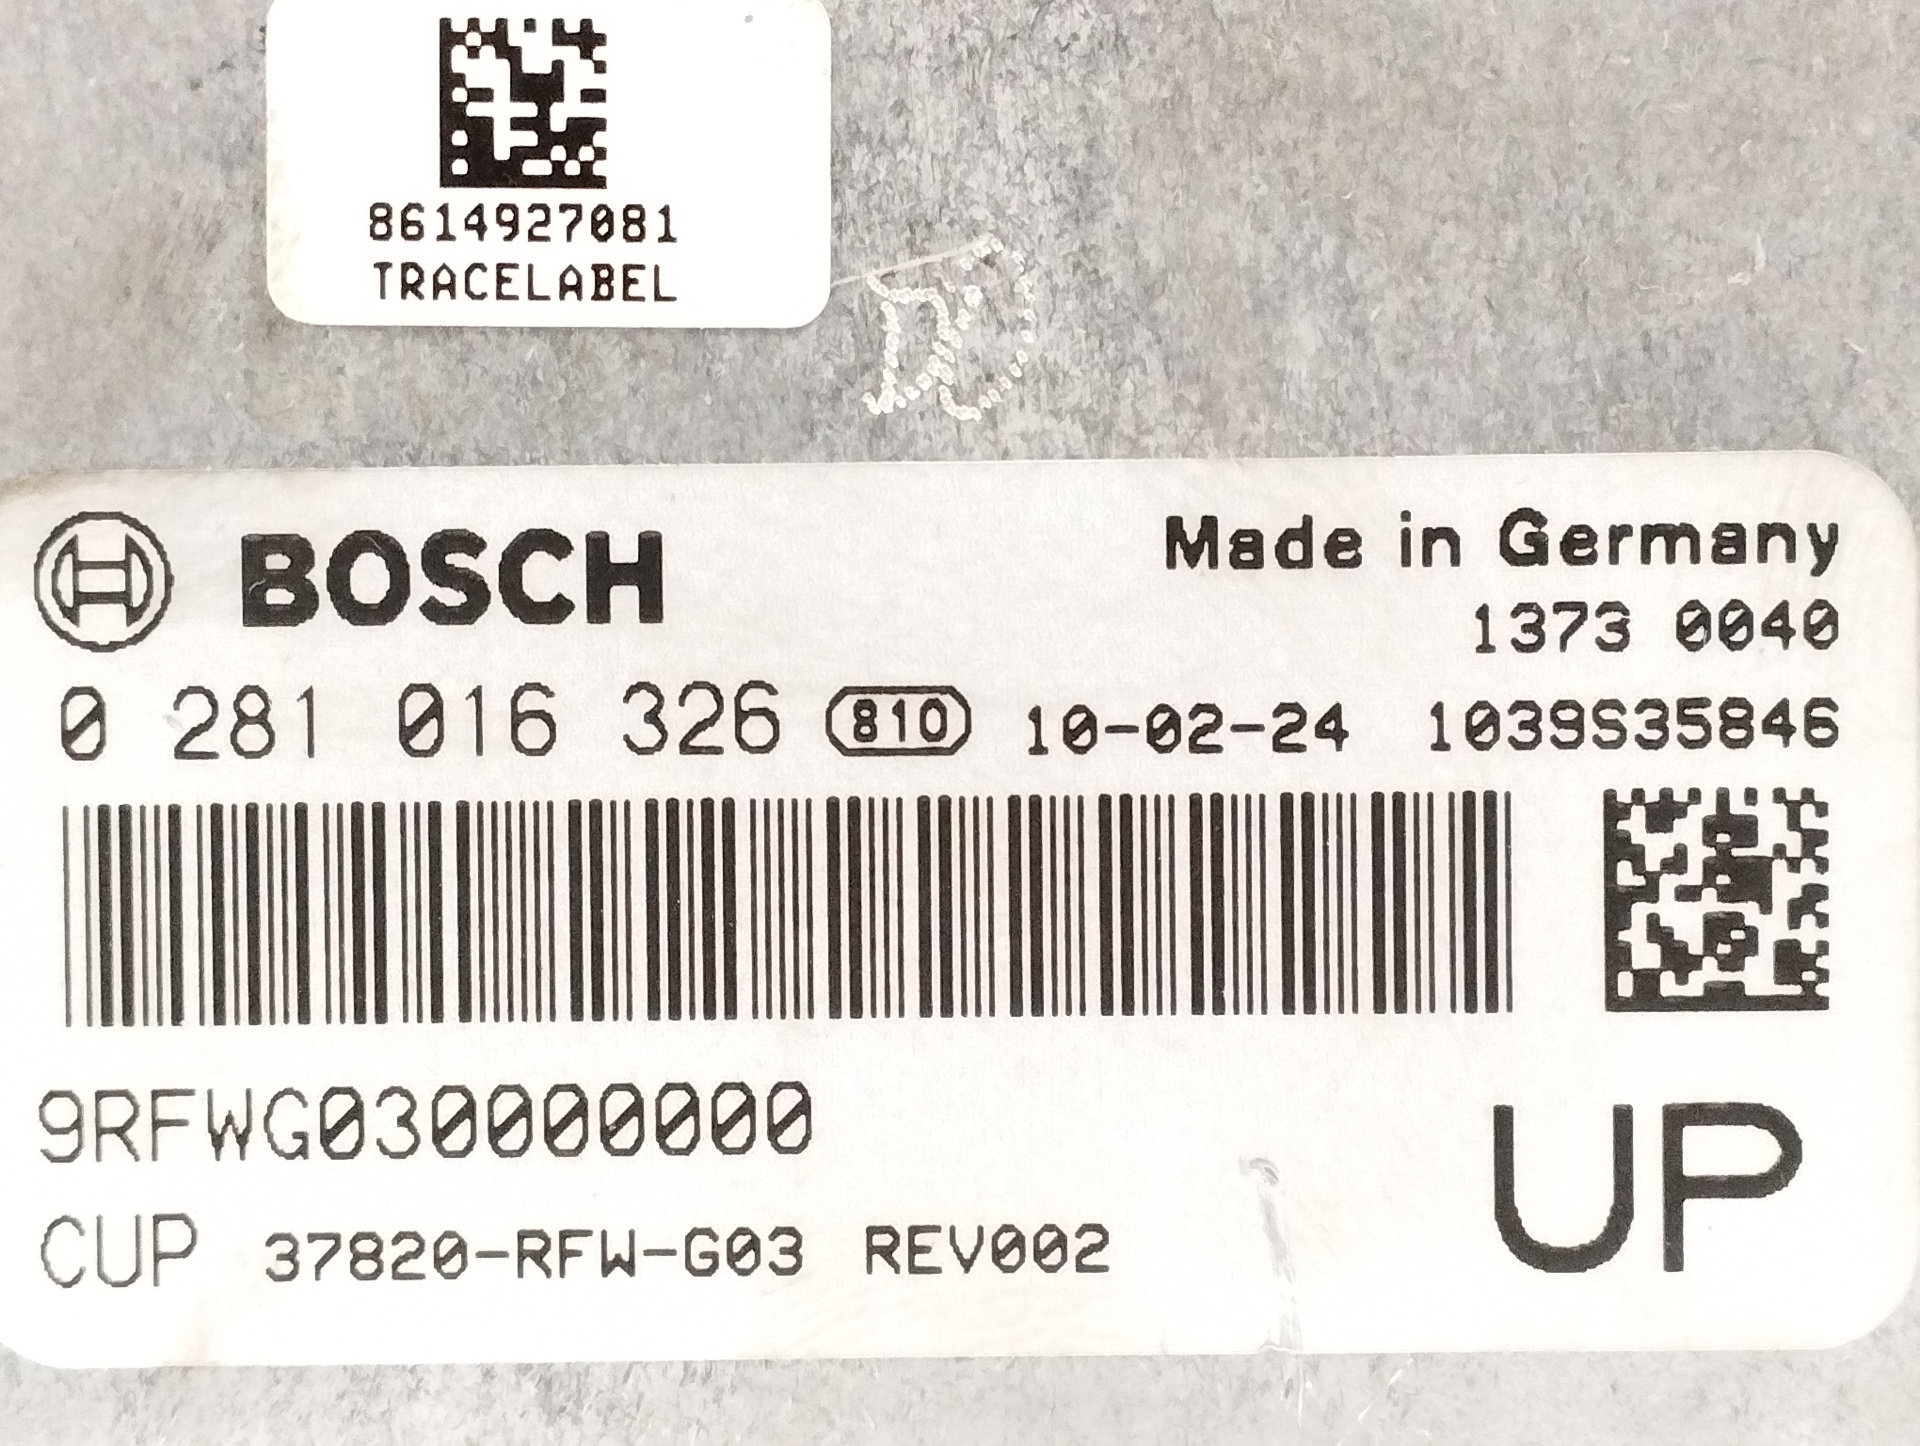 8614927081
TRACELABEL
BOSCH
Made in Germany
1373 0040
0 281 016 326 810 10-02-24 1039S35846
9RFWG030000000
CUP 37820-RFW-G03 REV002
UP